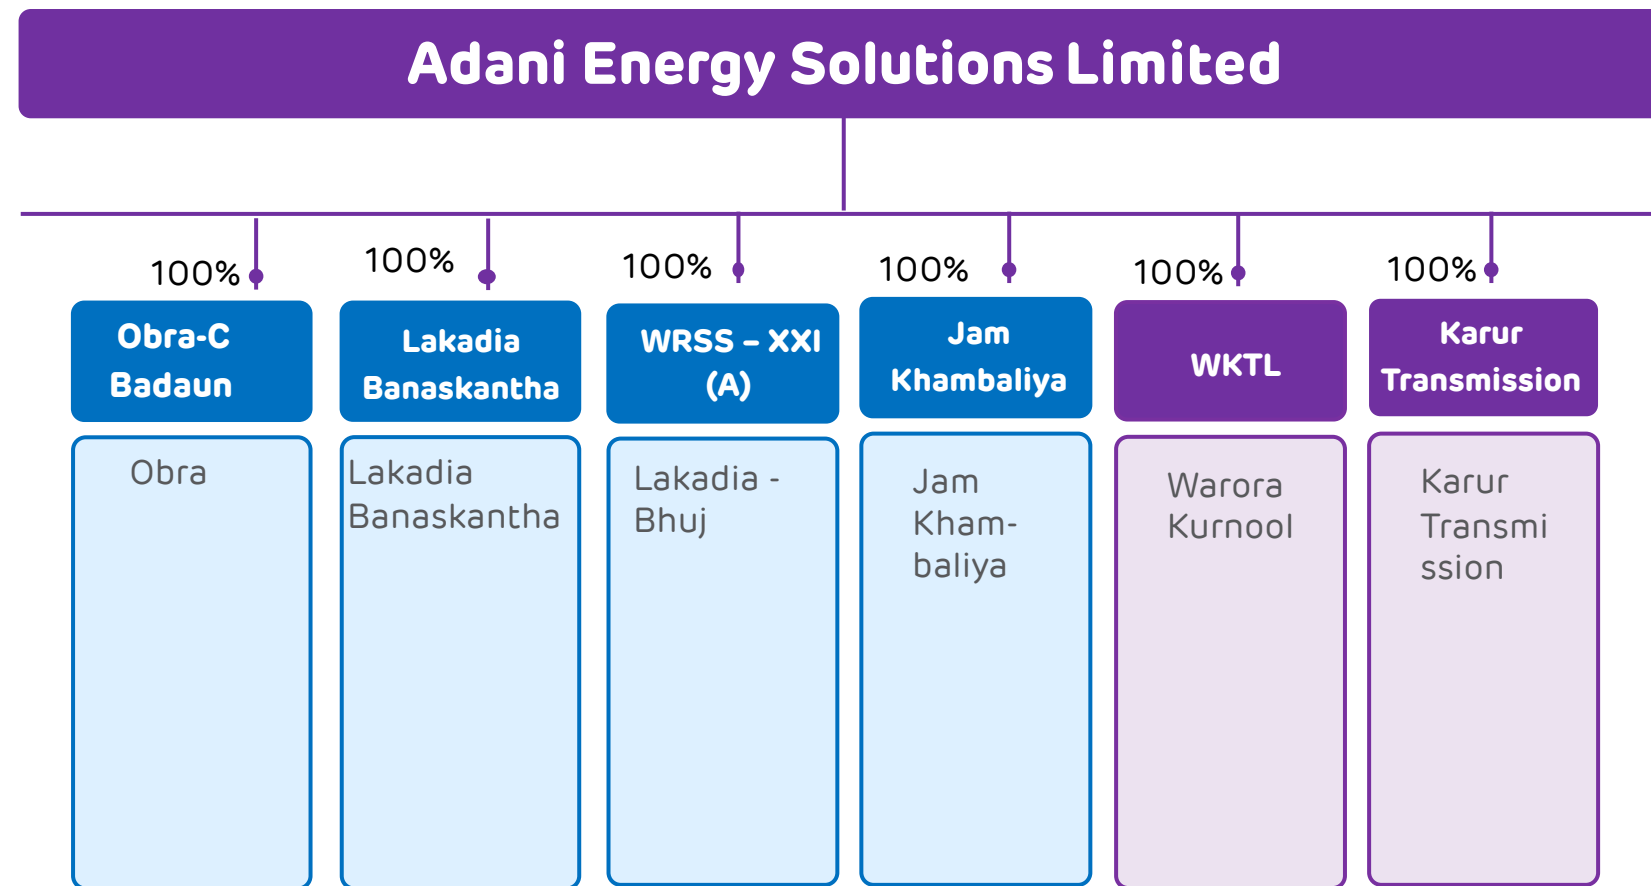 Adani Energy Solutions Limited
100%
100%
100%
100%
100%
100%
Obra-C
Badaun
Lakadia
Banaskantha
WRSS – XXI
(A)
Jam
Khambaliya
WKTL
Karur
Transmission
Obra
Lakadia
Banaskantha
Lakadia -
Bhuj
Jam
Kham-
baliya
Warora
Kurnool
Karur
Transmi
ssion